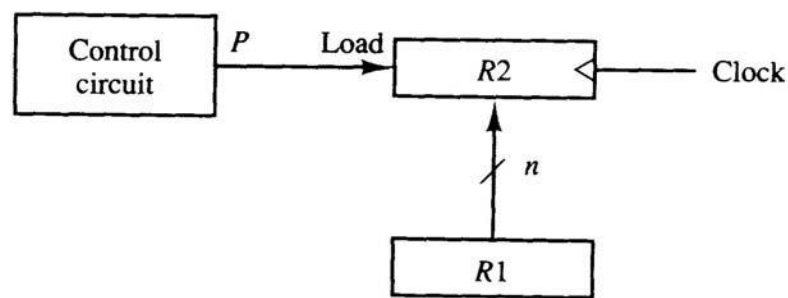 Control
circuit
P
Load
R2
Clock
n
R1